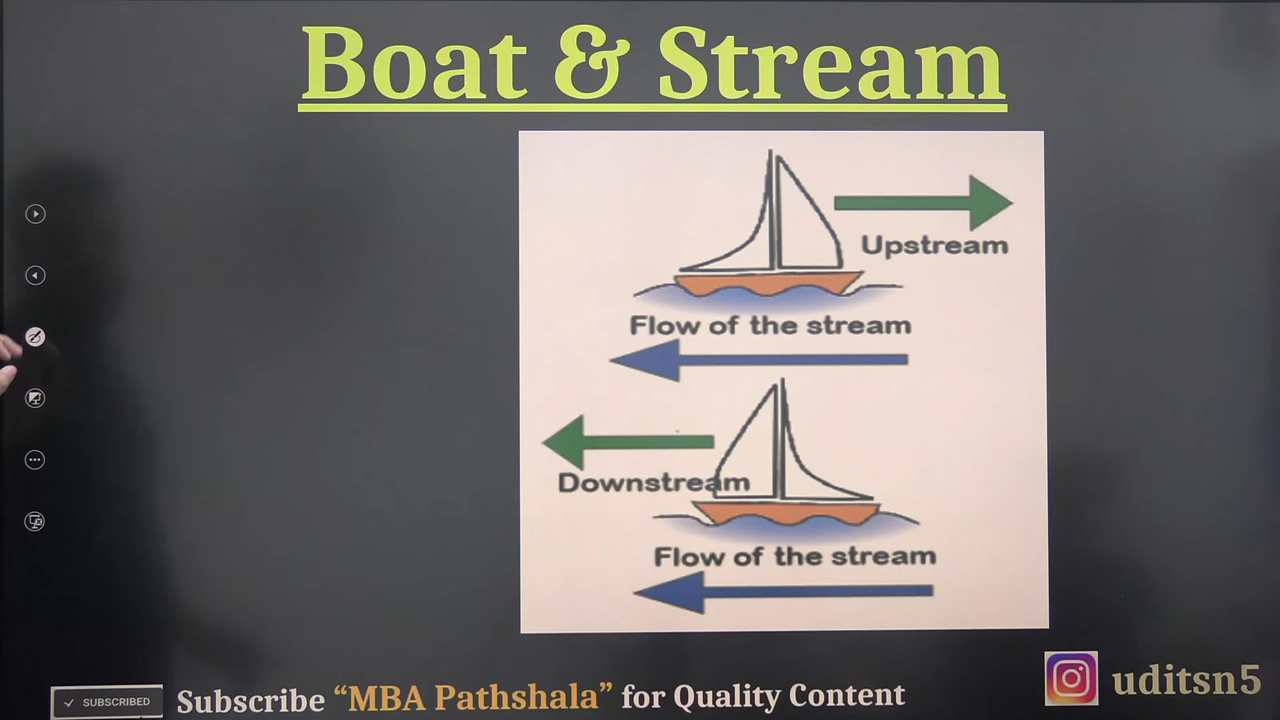 Boat & Stream
Upstream
Flow of the stream
Downstream
Flow of the stream
✓ SUBSCRIBED
Subscribe “MBA Pathshala” for Quality Content
uditsn5